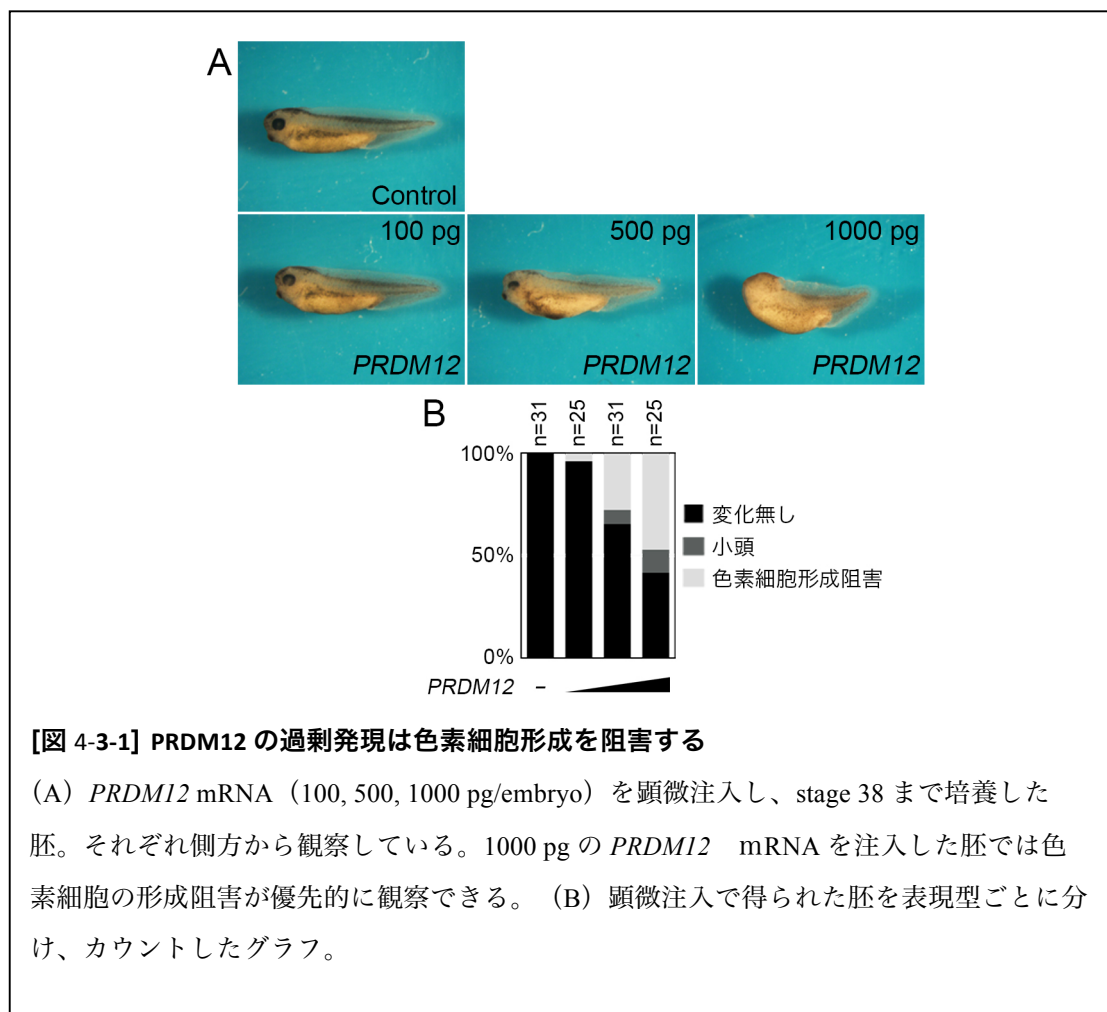 A
Control
100 pg
500 pg
1000 pg
PRDM12
PRDM12
PRDM12
B
n=31
n=25
n=31
n=25
100%
50%
0%
変化無し
小頭
色素細胞形成阻害
PRDM12
–
[図 4-3-1] PRDM12 の過剰発現は色素細胞形成を阻害する
(A) PRDM12 mRNA(100, 500, 1000 pg/embryo)を顕微注入し、stage 38 まで培養した
胚。それぞれ側方から観察している。1000 pg の PRDM12 mRNA を注入した胚では色
素細胞の形成阻害が優先的に観察できる。(B)顕微注入で得られた胚を表現型ごとに分
け、カウントしたグラフ。